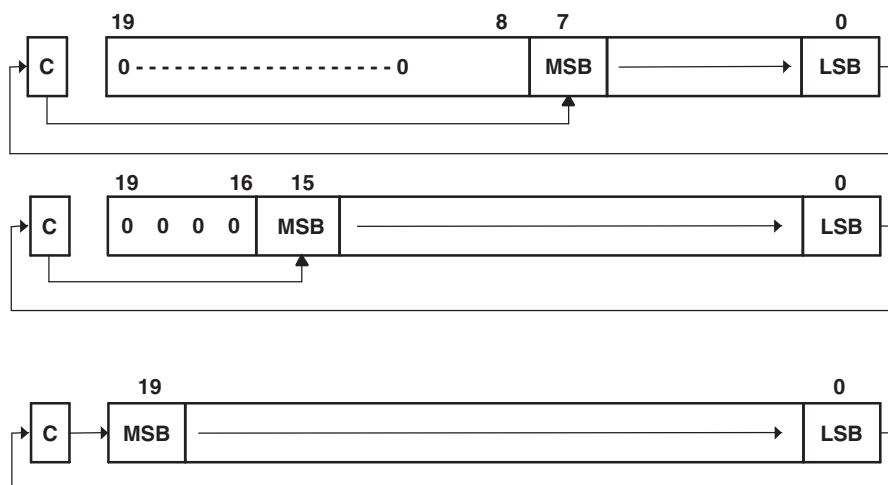 19 8 7 0
C 0 - - - - - - - - - - - - - - - - - - - - 0 MSB LSB
19 16 15 0
C 0 0 0 0 MSB LSB
19 0
C MSB LSB